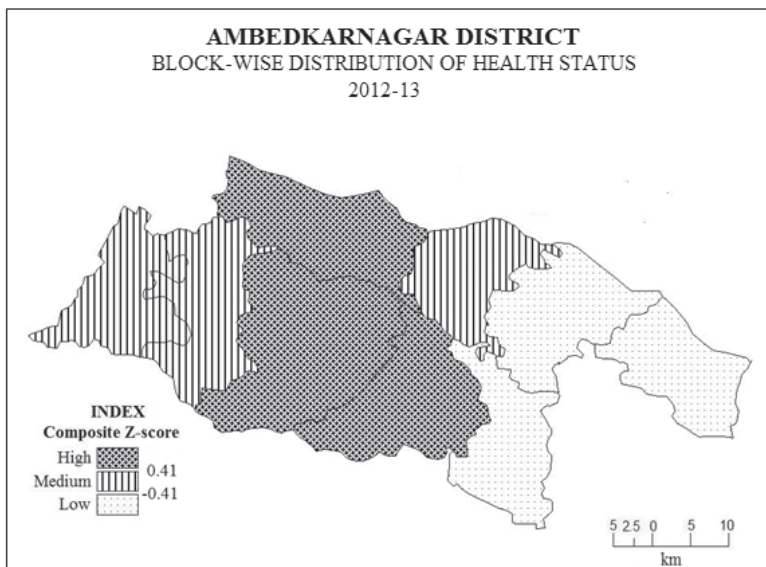 AMBEDKARNAGAR DISTRICT
BLOCK-WISE DISTRIBUTION OF HEALTH STATUS
2012-13
INDEX
Composite Z-score
High
0.41
Medium
-0.41
Low
5 2.5 0 5 10
km